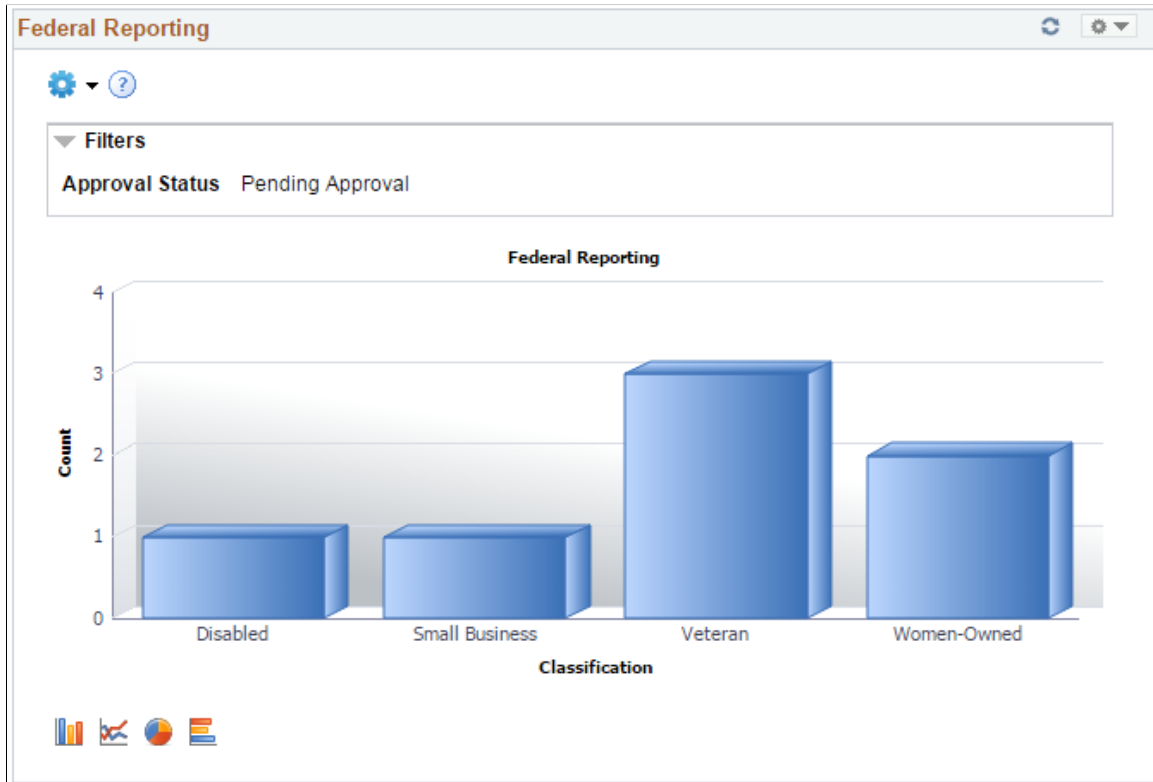 Federal Reporting
?
Filters
Approval Status Pending Approval
Federal Reporting
4
3
2
1
0
Count
Disabled Small Business Veteran Women-Owned
Classification